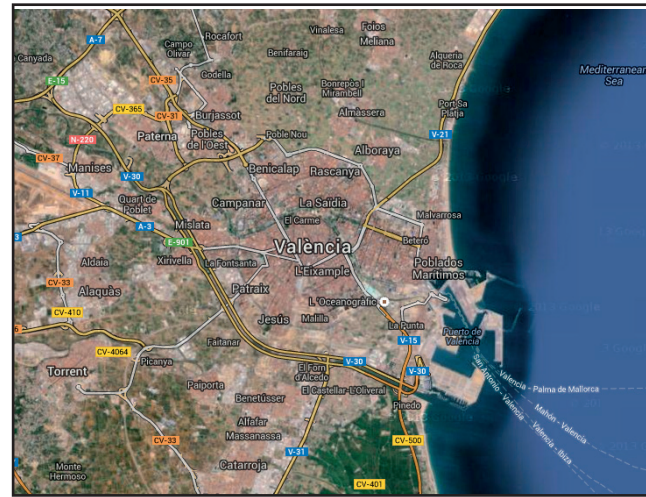 Rocafort
Vinalesa
Foios
Meliana
A-7
Campo
Olivar
Canyada
Benifaraig
Alqueria
de Roca
Mediterranean
Sea
E-15
CV-35
Godella
Pobles
del Nord
Bonrepòs I
Mirambell
CV-365
CV-31
Burjassot
Almàssera
Port Sa
Platja
N-220
Paterna
Pobles
de l'Oest
Poble Nou
V-21
CV-37
Manises
V-30
Benicalap
Rascanya
Alboraya
V-11
Quart de
Poblet
Campanar
La Saïdia
A-3
Mislata
El Carme
Malvarrosa
E-901
València
Beteró
Xirivella
Aldaia
La Fontsanta
L'Eixample
Poblados
Marítimos
CV-33
Alaquàs
Patraix
L'Oceanogràfic
CV-410
Jesús
Malilla
La Punta
Puerto de
Valencia
Faitanar
V-15
CV-4064
Picanya
V-30
Torrent
El Forn
d'Alcedo
V-30
Paiporta
El Castellar-L'Oliveral
Valencia - Palma de Mallorca
Benetússer
Pinedo
San Antonio - Valencia
Mahón - Valencia
Valencia - Ibiza
Alfafar
CV-33
Massanassa
CV-500
V-31
Monte
Hermoso
Catarroja
CV-401